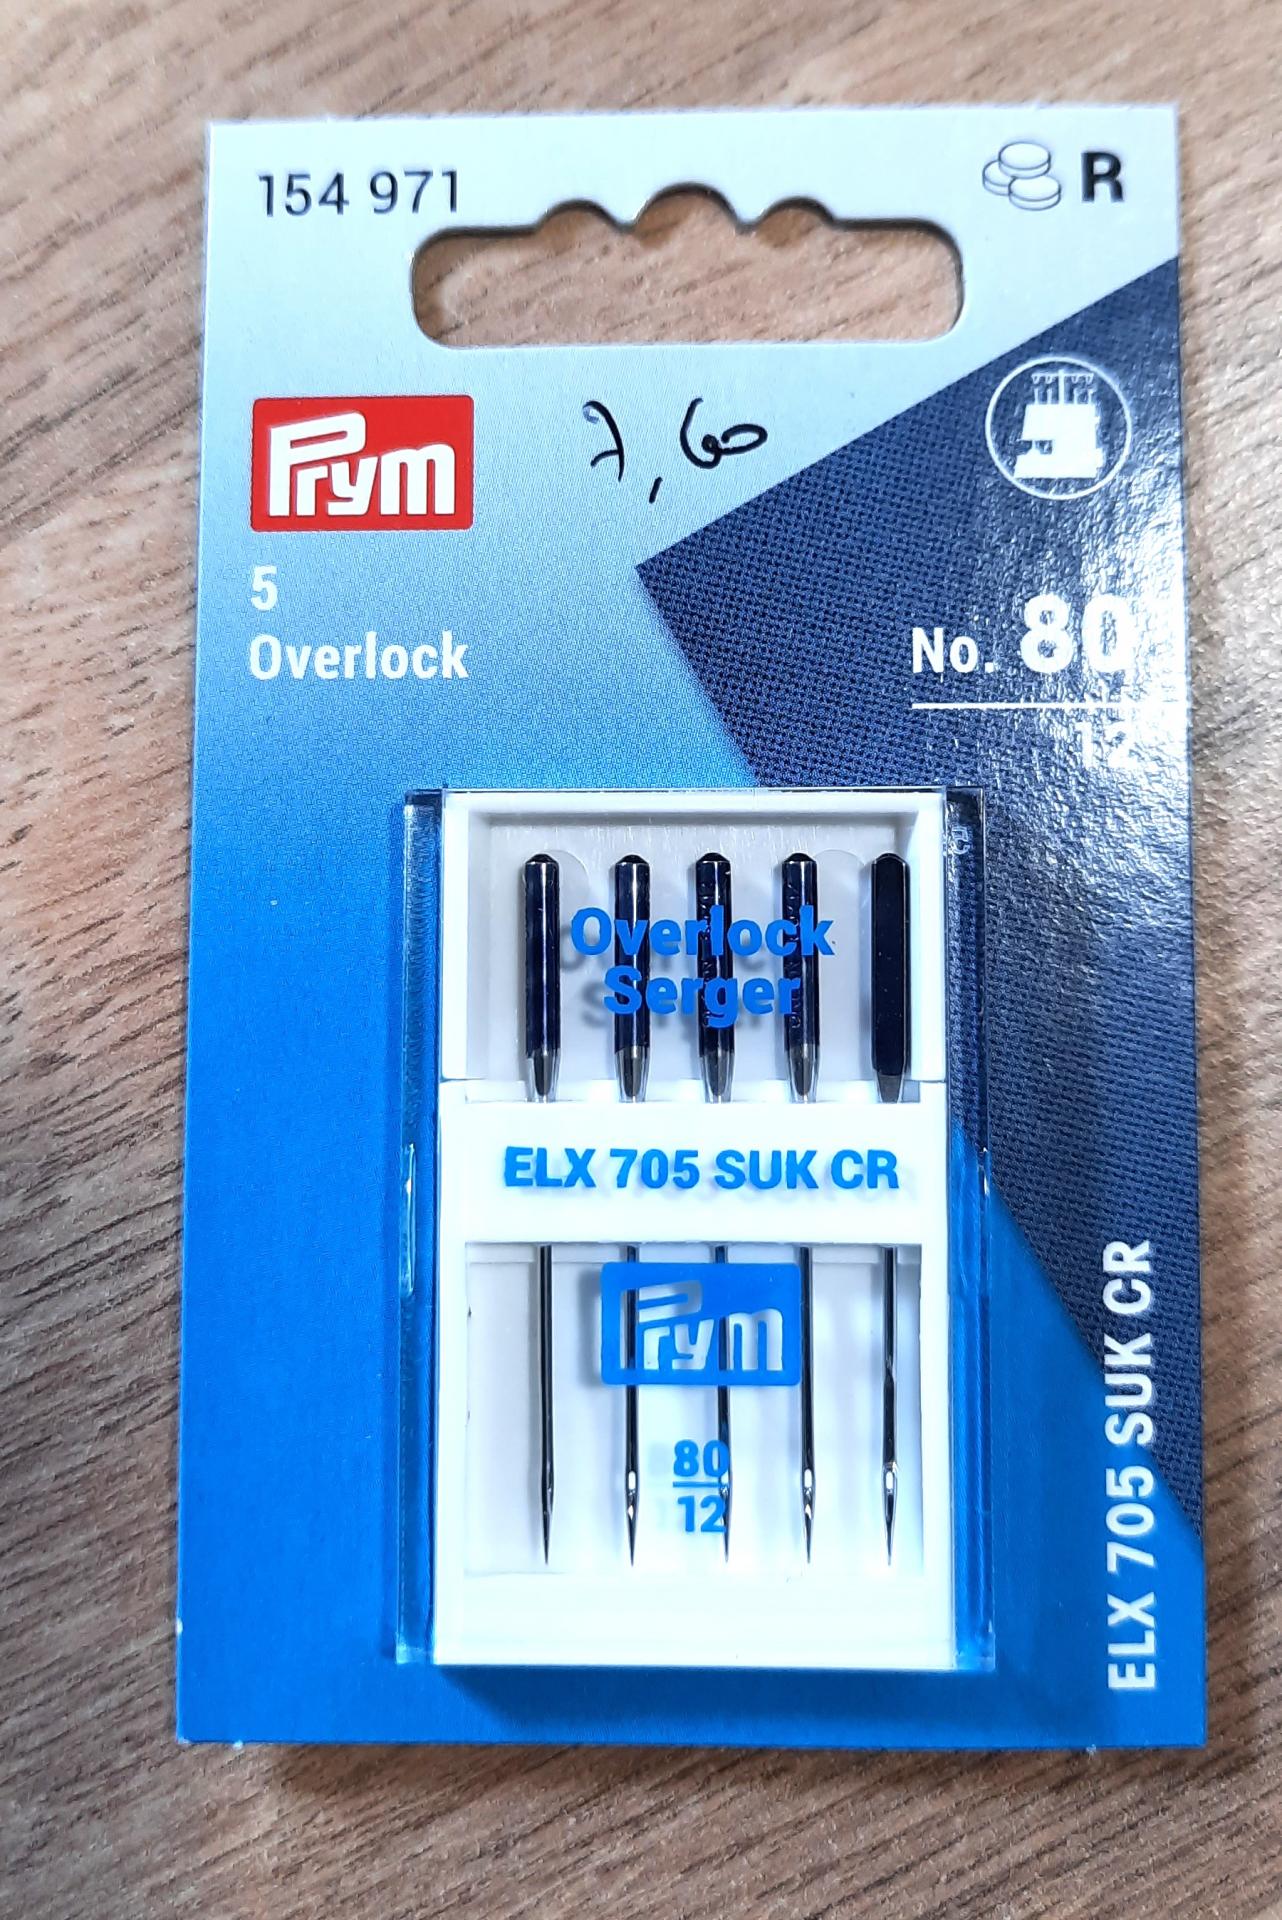 154 971
R
7,60
Prym
5
Overlock
No. 80
12
Overlock
Serger
ELX 705 SUK CR
Prym
80
12
ELX 705 SUK CR